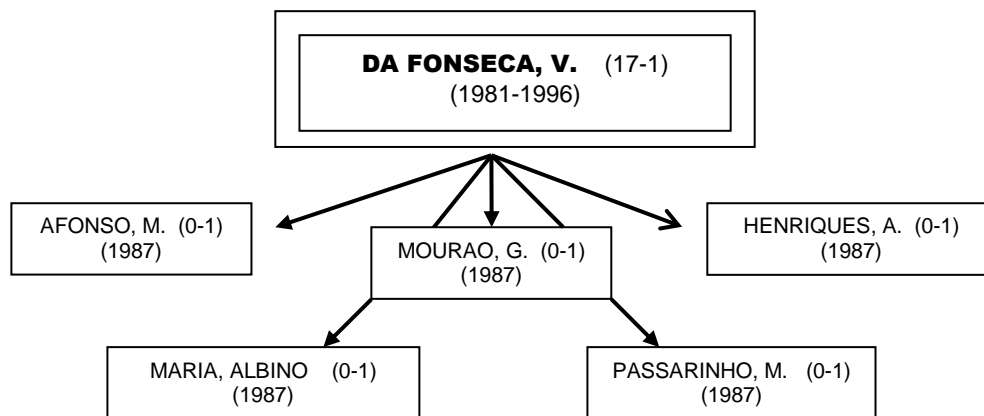 DA FONSECA, V. (17-1)
(1981-1996)
AFONSO, M. (0-1)
(1987)
MOURAO, G. (0-1)
(1987)
HENRIQUES, A. (0-1)
(1987)
MARIA, ALBINO (0-1)
(1987)
PASSARINHO, M. (0-1)
(1987)